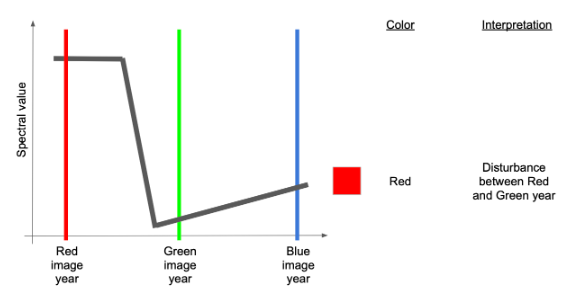 Color
Interpretation
Spectral value
Red
Disturbance
between Red
and Green year
Red
image
year
Green
image
year
Blue
image
year